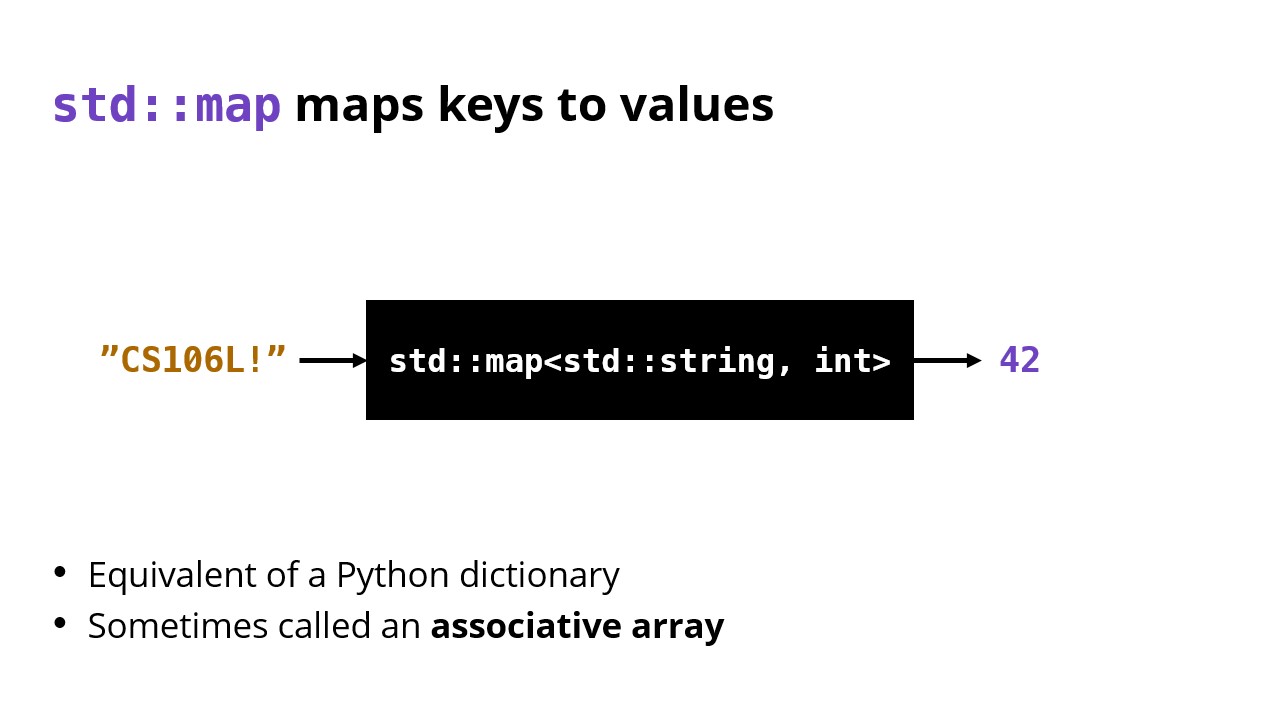 std::map maps keys to values
”CS106L!” std::map<std::string, int> 42
• Equivalent of a Python dictionary
• Sometimes called an associative array